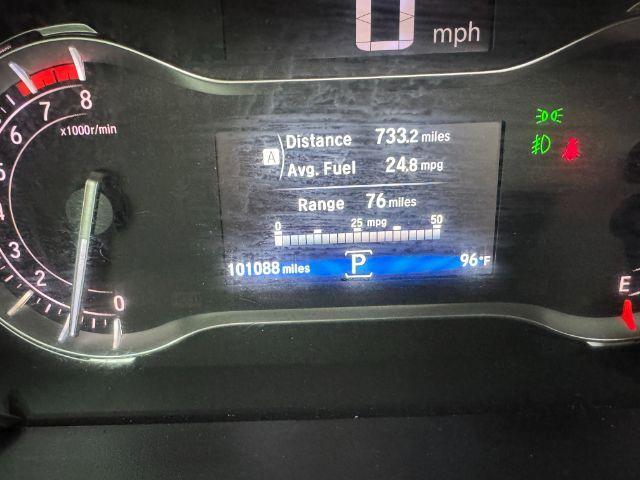 0 mph
8
7
6
5
4
3
2
0
x1000r/min
A
Distance 733.2 miles
Avg. Fuel 24.8 mpg
Range 76 miles
0 25 mpg 50
101088 miles P 96°F
E